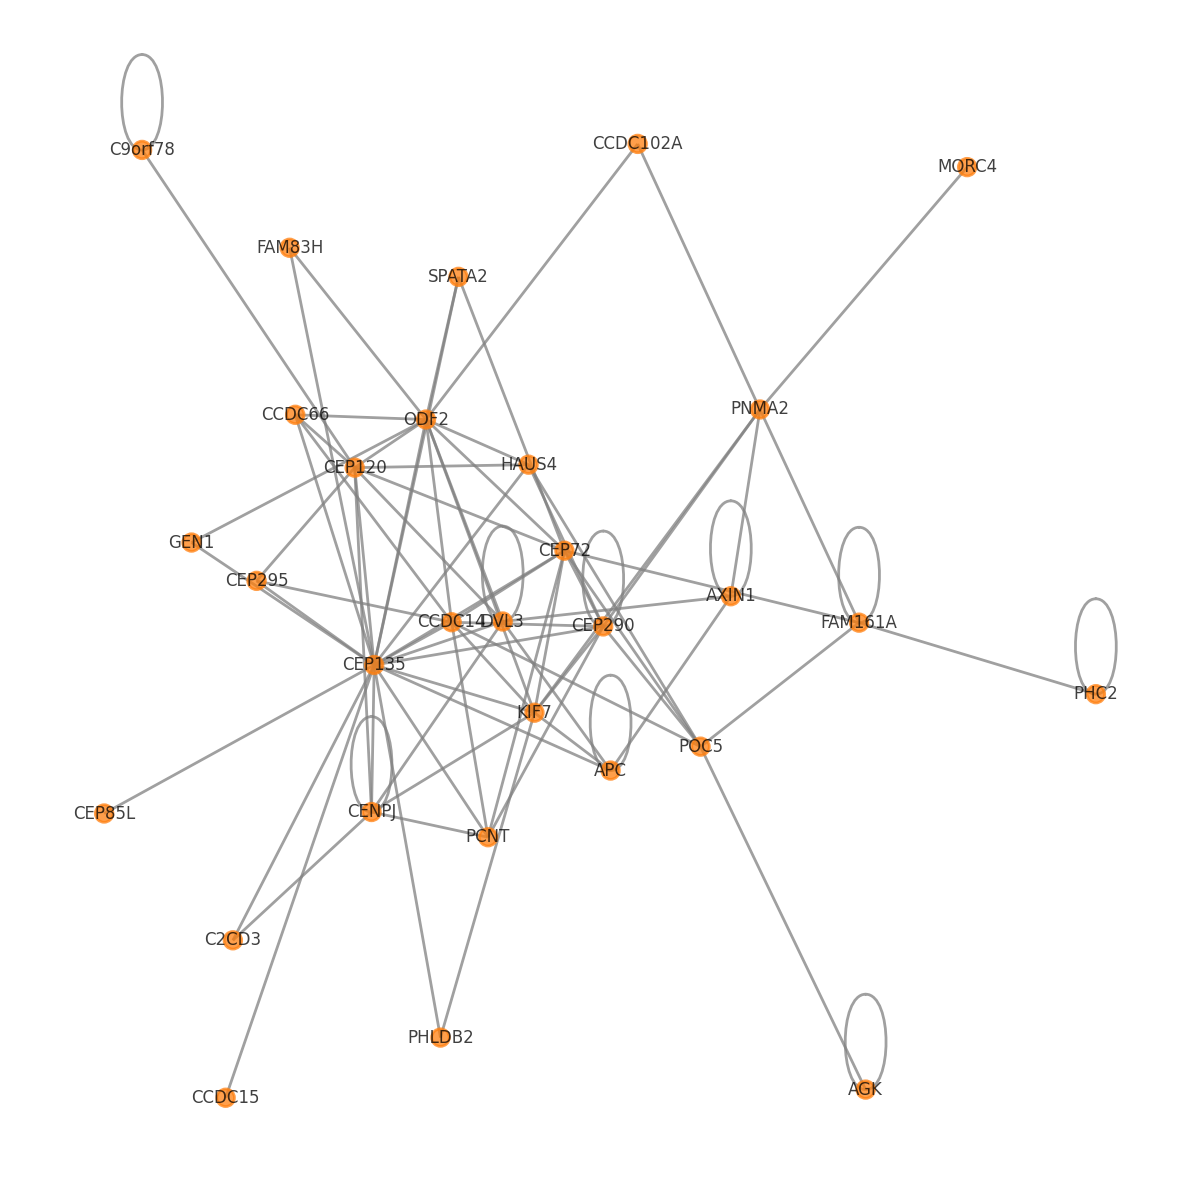 C9orf78
CCDC102A
MORC4
FAM83H
SPATA2
PNMA2
CCDC66
ODF2
CEP120
HAUS4
GEN1
CEP72
CEP295
AXIN1
CCDC14
DVL3
CEP290
FAM161A
CEP135
PHC2
KIF7
POC5
APC
CEP85L
CENPJ
PCNT
C2CD3
PHLDB2
AGK
CCDC15